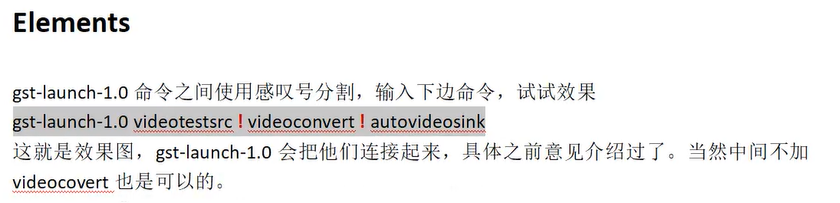 Elements
gst-launch-1.0 命令之间使用感叹号分割，输入下边命令，试试效果
gst-launch-1.0 videotestsrc ! videoconvert ! autovideosink
这就是效果图，gst-launch-1.0 会把他们连接起来，具体之前意见介绍过了。当然中间不加
videocovert 也是可以的。